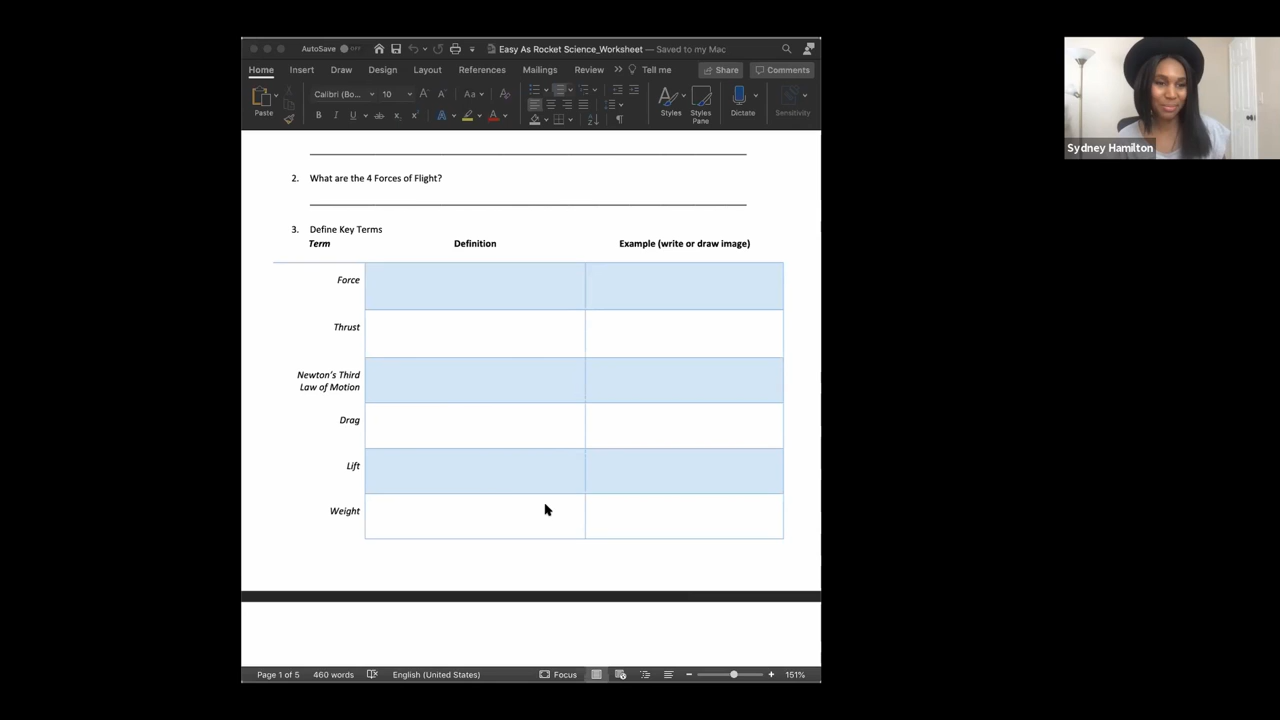 AutoSave OFF
Easy As Rocket Science_Worksheet — Saved to my Mac
Home Insert Draw Design Layout References Mailings Review >> Tell me Share Comments
Paste
Calibri (Bo... 10
Styles
Styles Pane
Dictate
Sensitivity
2. What are the 4 Forces of Flight?
3. Define Key Terms
Term Definition Example (write or draw image)
Force
Thrust
Newton's Third
Law of Motion
Drag
Lift
Weight
Page 1 of 5 460 words English (United States) Focus 151%
Sydney Hamilton